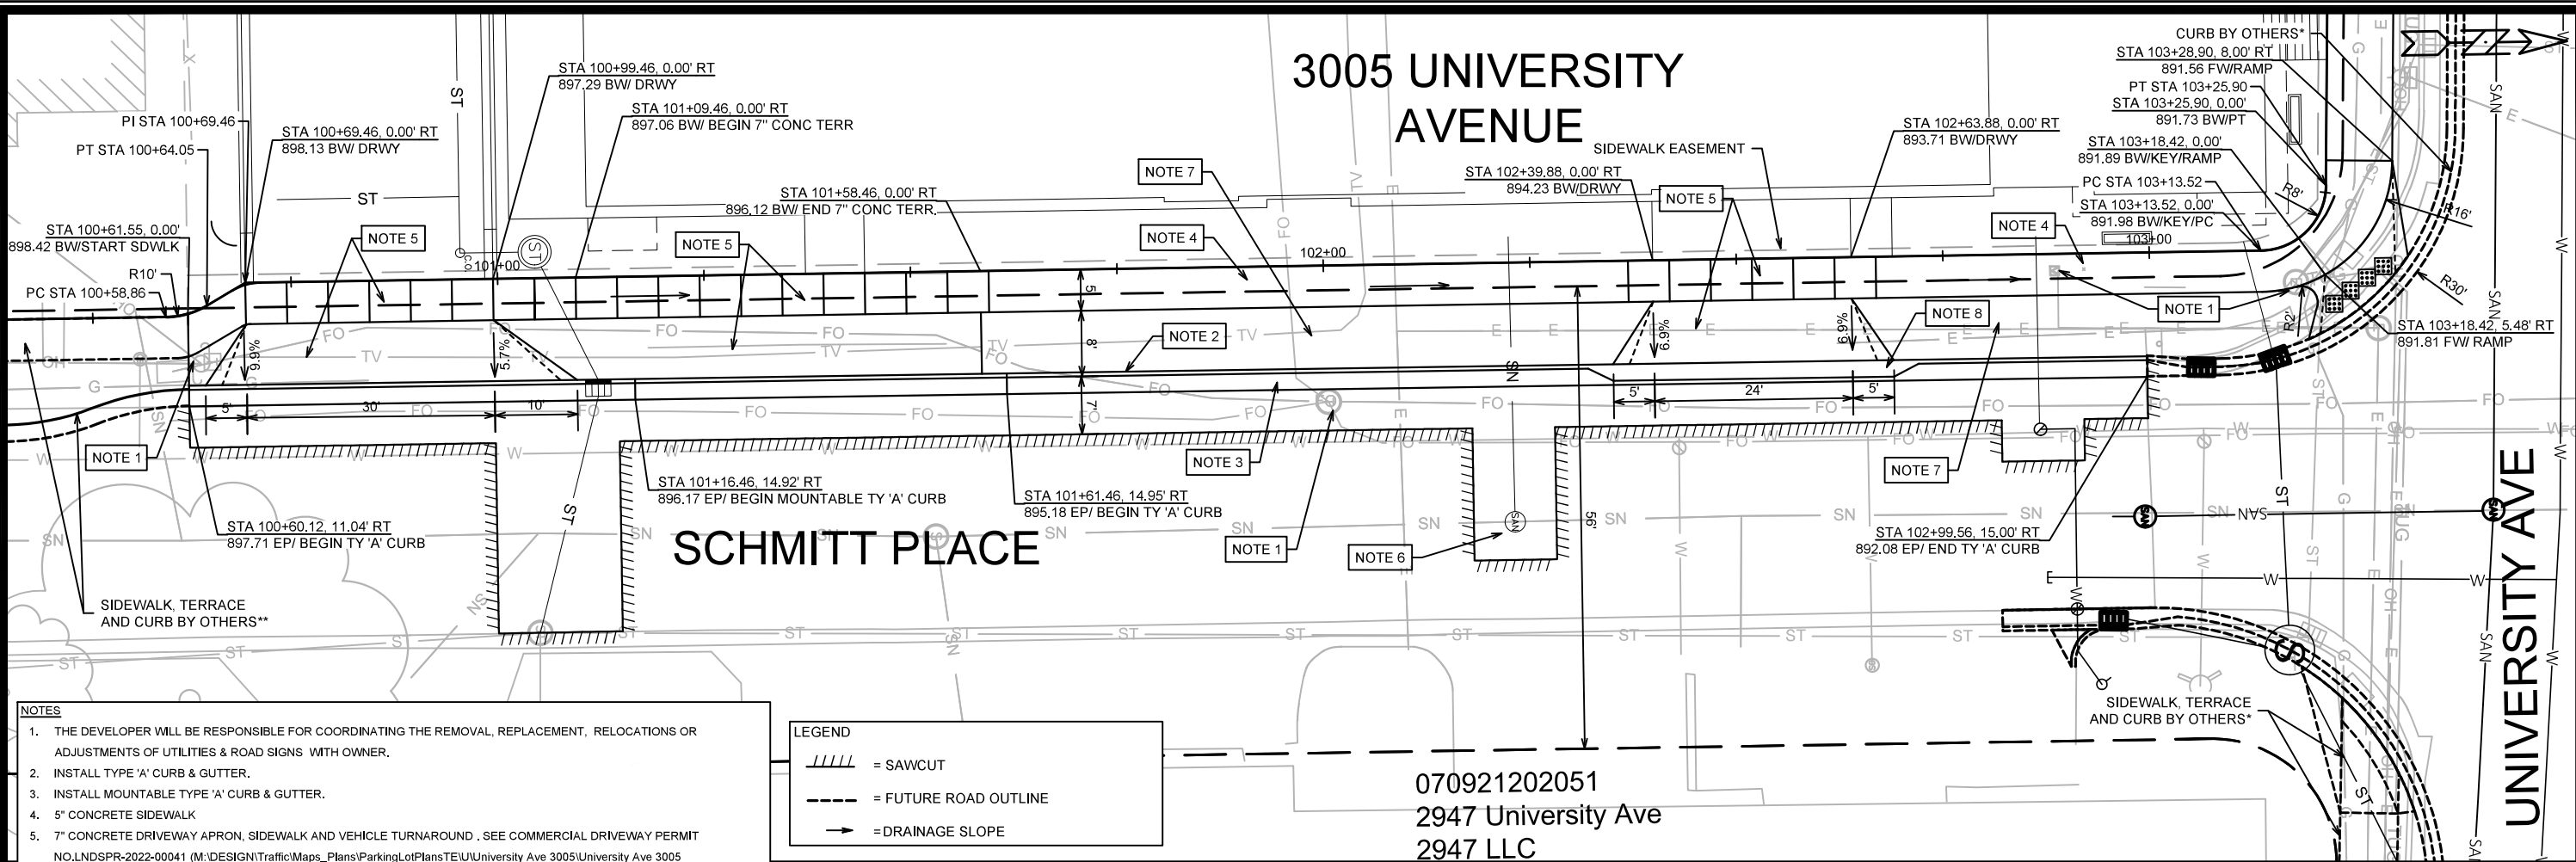 3005 UNIVERSITY
AVENUE
CURB BY OTHERS*
STA 103+28.90, 8.00' RT
891.56 FW/RAMP
PT STA 103+25.90
STA 103+25.90, 0.00'
891.73 BW/PT
STA 103+18.42, 0.00'
891.89 BW/KEY/RAMP
PC STA 103+13.52
STA 103+13.52, 0.00'
891.98 BW/KEY/PC
STA 100+99.46, 0.00' RT
897.29 BW/ DRWY
STA 101+09.46, 0.00' RT
897.06 BW/ BEGIN 7" CONC TERR
PI STA 100+69.46
PT STA 100+64.05
STA 100+69.46, 0.00' RT
898.13 BW/ DRWY
STA 101+58.46, 0.00' RT
896.12 BW/ END 7" CONC TERR.
NOTE 7
SIDEWALK EASEMENT
STA 102+39.88, 0.00' RT
894.23 BW/DRWY
STA 102+63.88, 0.00' RT
893.71 BW/DRWY
STA 100+61.55, 0.00'
898.42 BW/START SDWLK
R10'
PC STA 100+58.86
NOTE 5
NOTE 5
NOTE 4
NOTE 5
NOTE 4
101+00
102+00
103+00
R8'
R16'
R30'
R2'
NOTE 1
STA 103+18.42, 5.48' RT
891.81 FW/ RAMP
NOTE 2
NOTE 8
9.9%
5.7%
6.9%
6.9%
5'
8'
7'
5'
30'
10'
5'
24'
5'
56'
NOTE 1
NOTE 3
NOTE 7
STA 101+16.46, 14.92' RT
896.17 EP/ BEGIN MOUNTABLE TY 'A' CURB
STA 101+61.46, 14.95' RT
895.18 EP/ BEGIN TY 'A' CURB
STA 100+60.12, 11.04' RT
897.71 EP/ BEGIN TY 'A' CURB
STA 102+99.56, 15.00' RT
892.08 EP/ END TY 'A' CURB
NOTE 1
NOTE 6
SCHMITT PLACE
UNIVERSITY AVE
SIDEWALK, TERRACE
AND CURB BY OTHERS**
SIDEWALK, TERRACE
AND CURB BY OTHERS*
NOTES
1. THE DEVELOPER WILL BE RESPONSIBLE FOR COORDINATING THE REMOVAL, REPLACEMENT, RELOCATIONS OR
ADJUSTMENTS OF UTILITIES & ROAD SIGNS WITH OWNER.
2. INSTALL TYPE 'A' CURB & GUTTER.
3. INSTALL MOUNTABLE TYPE 'A' CURB & GUTTER.
4. 5" CONCRETE SIDEWALK
5. 7" CONCRETE DRIVEWAY APRON, SIDEWALK AND VEHICLE TURNAROUND . SEE COMMERCIAL DRIVEWAY PERMIT
NO.LNDSPR-2022-00041 (M:\DESIGN\Traffic\Maps_Plans\ParkingLotPlansTE\U\University Ave 3005\University Ave 3005
LEGEND
= SAWCUT
= FUTURE ROAD OUTLINE
=DRAINAGE SLOPE
070921202051
2947 University Ave
2947 LLC